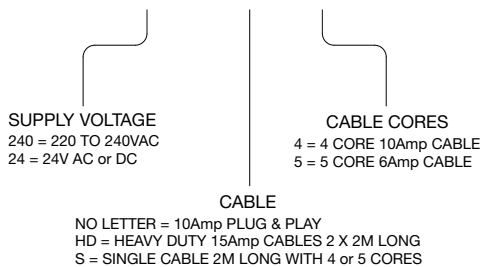 SUPPLY VOLTAGE
240 = 220 TO 240VAC
24 = 24V AC or DC
CABLE CORES
4 = 4 CORE 10Amp CABLE
5 = 5 CORE 6Amp CABLE
CABLE
NO LETTER = 10Amp PLUG & PLAY
HD = HEAVY DUTY 15Amp CABLES 2 X 2M LONG
S = SINGLE CABLE 2M LONG WITH 4 or 5 CORES